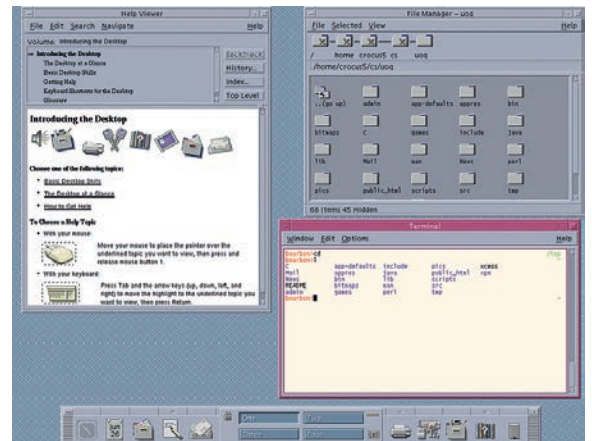 Help Viewer
File Edit Search Navigate Help
Volume: Introducing the Desktop
Introducing the Desktop
The Desktop at a Glance
Basic Desktop Skills
Getting Help
Keyboard Shortcuts for the Desktop
Glossary
Backtrack
History...
Index...
Top Level
Introducing the Desktop
Choose one of the following topics:
• Basic Desktop Skills
• The Desktop at a Glance
• How to Get Help
To Choose a Help Topic
• With your mouse:
Move your mouse to place the pointer over the
underlined topic you want to view, then press and
release mouse button 1.
• With your keyboard:
Press Tab and the arrow keys (up, down, left, and
right) to move the highlight to the underlined topic you
want to view, then press Return.
File Manager - uoq
File Selected View Help
/ home crocus5 cs uoq
/home/crocus5/cs/uoq
..(go up) admin app-defaults appres bin
bitmaps C games include java
lib Mail man News perl
pics public_html scripts src tmp
68 Items 45 Hidden
Terminal
Window Edit Options Help
cd /tmp
C app-defaults include pics xcess
Mail appres java public_html xpm
News bin lib scripts
README bitmaps man src
admin games perl tmp
One
Jun
26